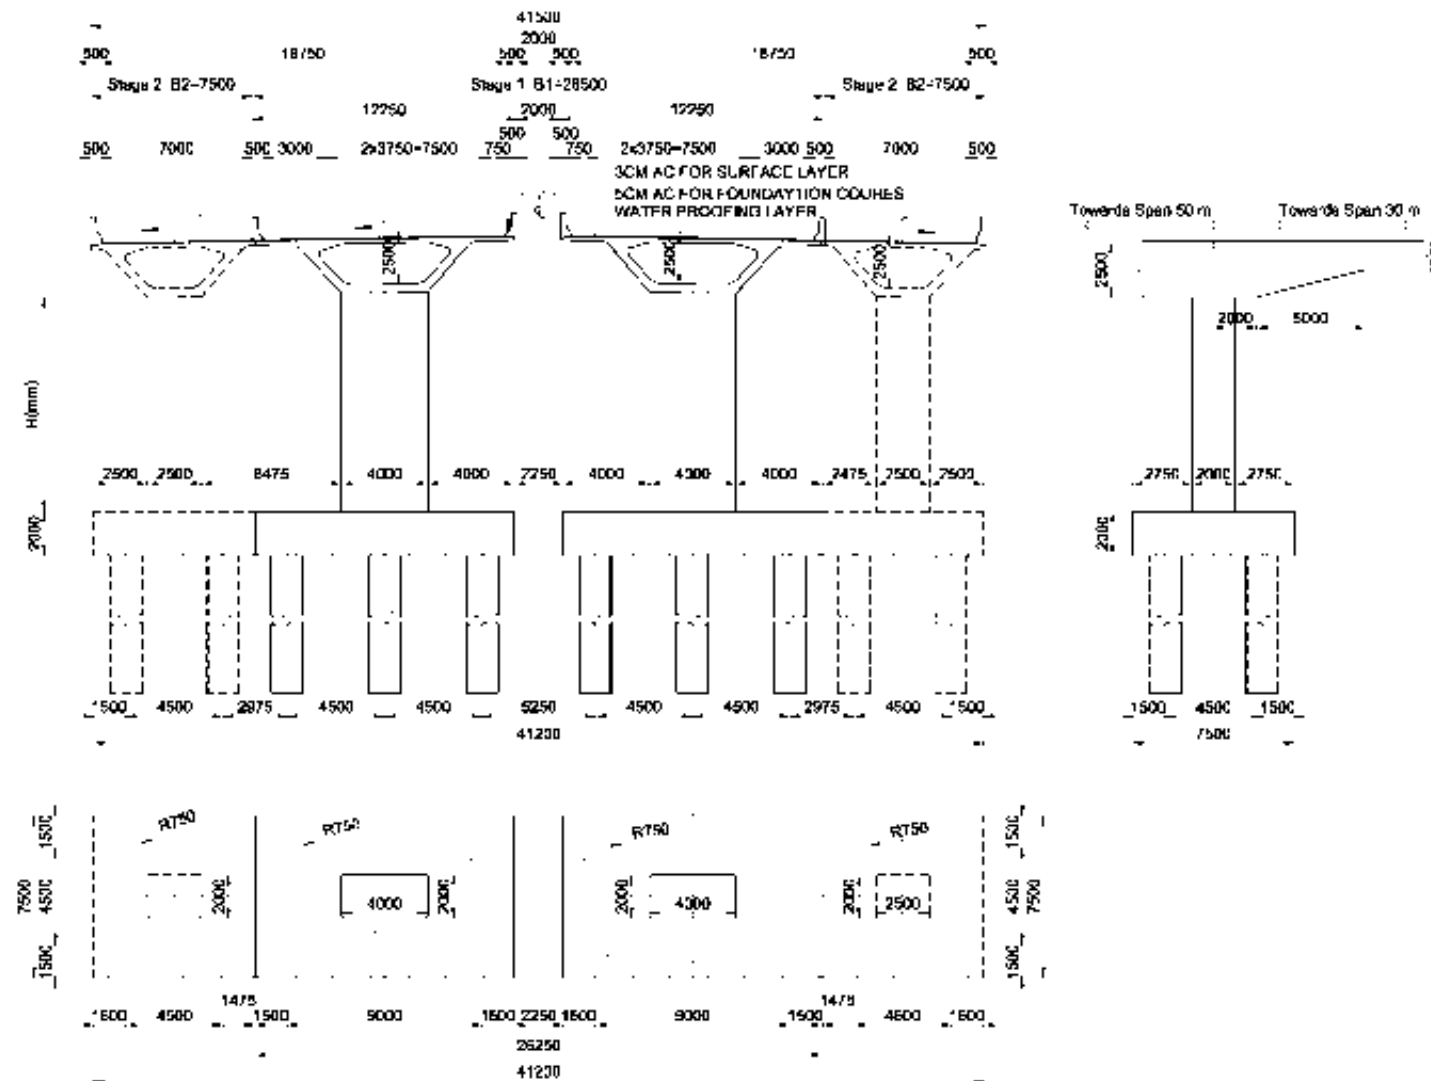 41500
2000
500 18750 500 500 18750 500
Stage 2 B2=7500 Stage 1 B1=28500 Stage 2 B2=7500
12250 2000 12250
500 500
500 7000 500 3000 2x3750=7500 750 750 2x3750=7500 3000 500 7000 500
3CM AC FOR SURFACE LAYER
5CM AC FOR FOUNDAYTION COURES
WATER PROOFING LAYER
Towards Span 50 m Towards Span 30 m
2500 2500 2500 2500
2000 5000
H(mm)
2500 2500 8475 4000 4000 2250 4000 4000 4000 2475 2500 2500 2750 2000 2750
2000 2000
1500 4500 2975 4500 4500 5250 4500 4500 2975 4500 1500 1500 4500 1500
41200 7500
R750 R750 R750 R750
1500 1500
7500 4500 2000 4000 2000 2000 4000 2000 2500 4500 7500
1500 1500
1475 1475
1500 4500 1500 9000 1500 2250 1500 9000 1500 4500 1500
26250
41200